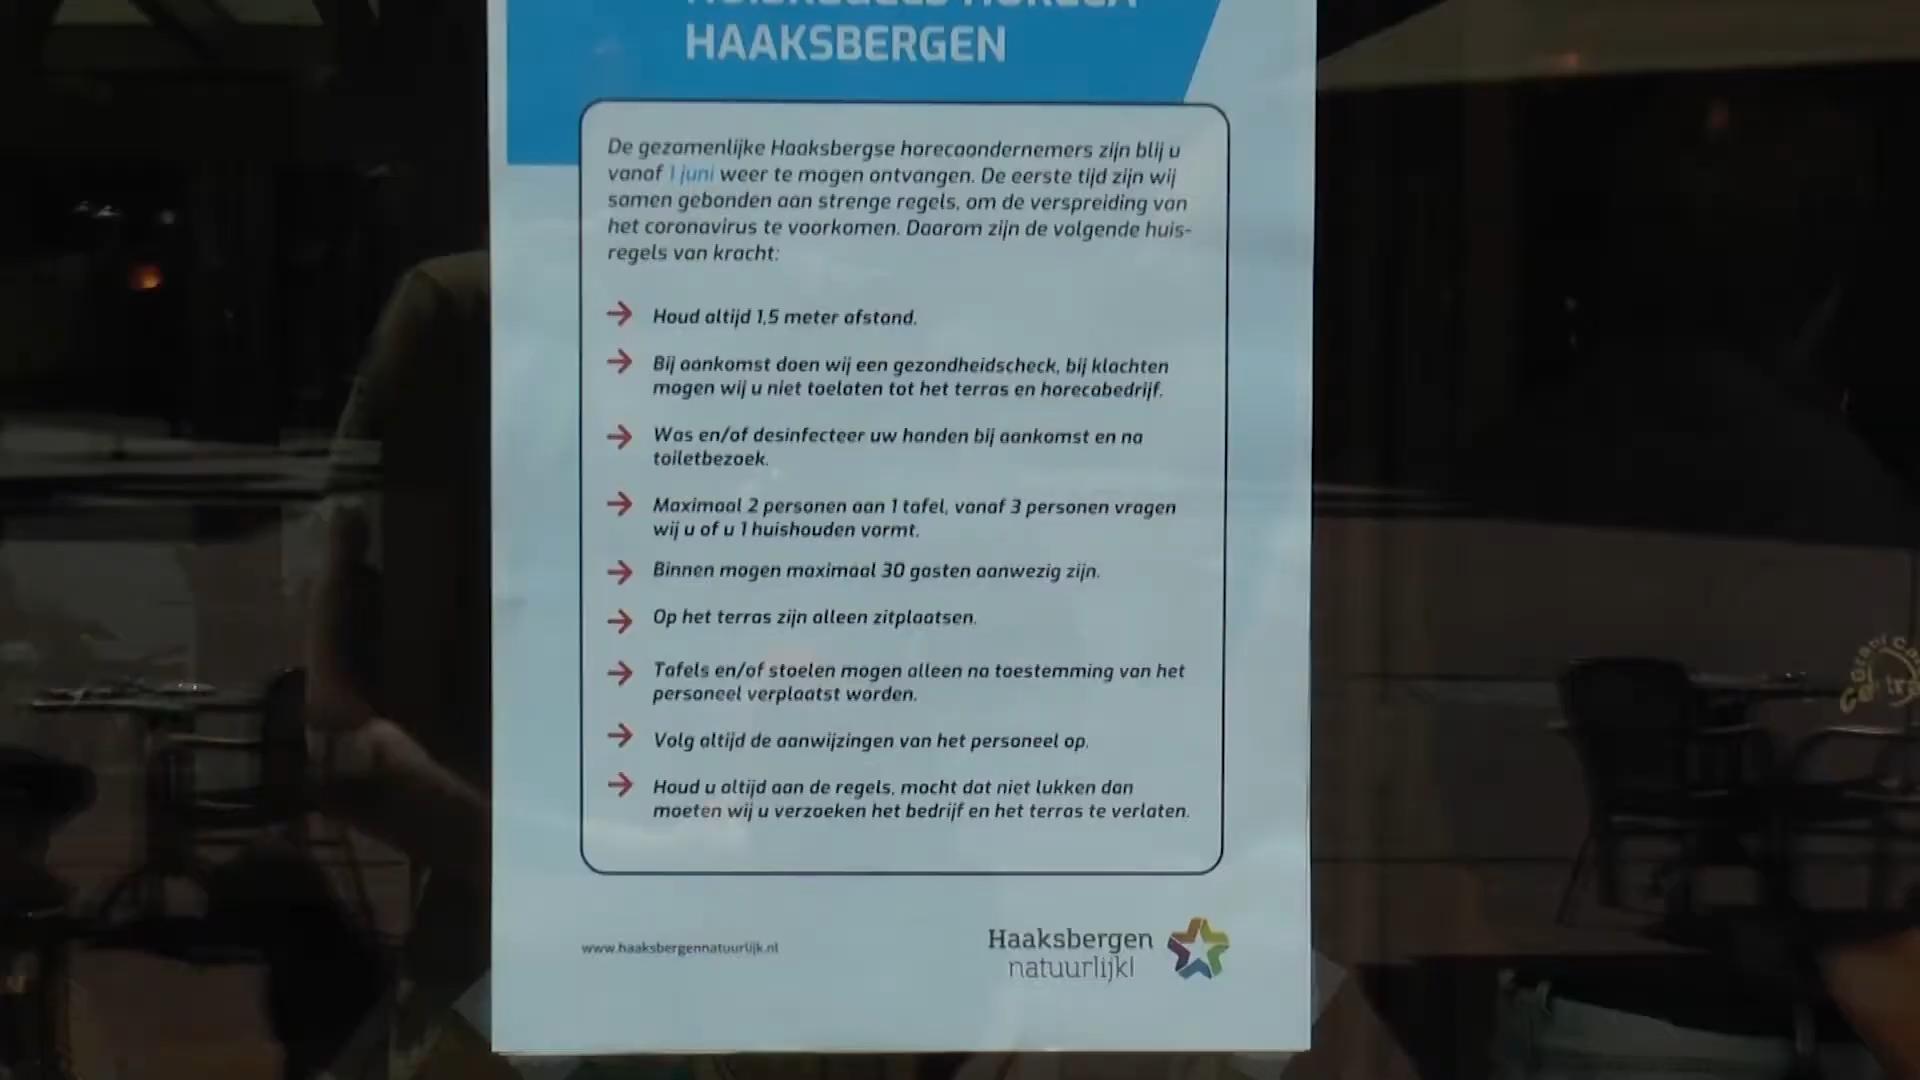 HUISREGELS HORECA
HAAKSBERGEN
De gezamenlijke Haaksbergse horecaondernemers zijn blij u
vanaf 1 juni weer te mogen ontvangen. De eerste tijd zijn wij
samen gebonden aan strenge regels, om de verspreiding van
het coronavirus te voorkomen. Daarom zijn de volgende huis-
regels van kracht:
Houd altijd 1,5 meter afstand.
Bij aankomst doen wij een gezondheidscheck, bij klachten
mogen wij u niet toelaten tot het terras en horecabedrijf.
Was en/of desinfecteer uw handen bij aankomst en na
toiletbezoek.
Maximaal 2 personen aan 1 tafel, vanaf 3 personen vragen
wij u of u 1 huishouden vormt.
Binnen mogen maximaal 30 gasten aanwezig zijn.
Op het terras zijn alleen zitplaatsen.
Tafels en/of stoelen mogen alleen na toestemming van het
personeel verplaatst worden.
Volg altijd de aanwijzingen van het personeel op.
Houd u altijd aan de regels, mocht dat niet lukken dan
moeten wij u verzoeken het bedrijf en het terras te verlaten.
www.haaksbergennatuurlijk.nl
Haaksbergen
natuurlijk!